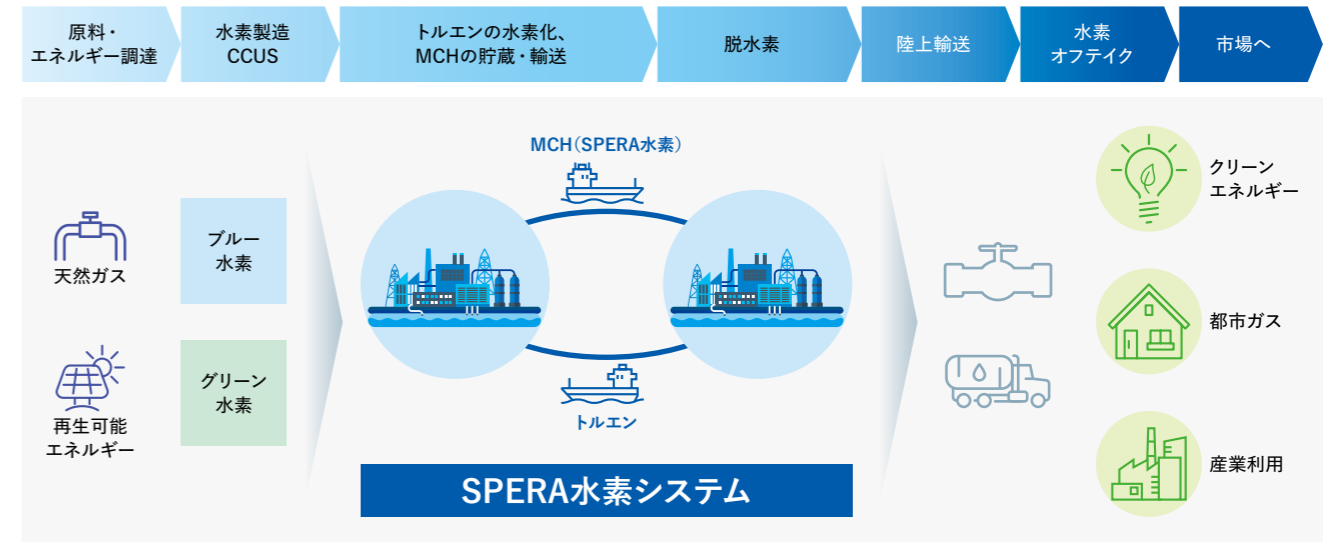 原料・
エネルギー調達
水素製造
CCUS
トルエンの水素化、
MCHの貯蔵・輸送
脱水素
陸上輸送
水素
オフテイク
市場へ
MCH（SPERA水素）
天然ガス
ブルー
水素
再生可能
エネルギー
グリーン
水素
トルエン
SPERA水素システム
クリーン
エネルギー
都市ガス
産業利用